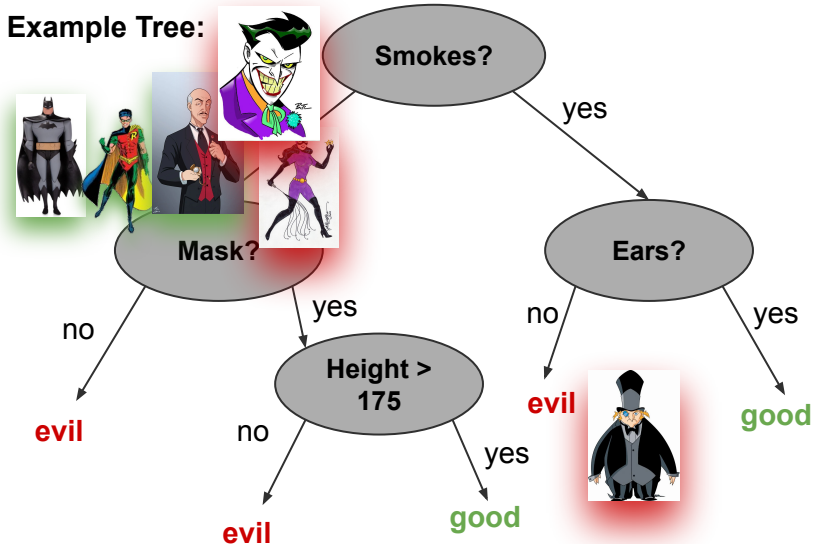 Example Tree:
Smokes?
yes
Mask?
Ears?
no
yes
no
yes
Height >
175
evil
evil
good
no
yes
evil
good
R